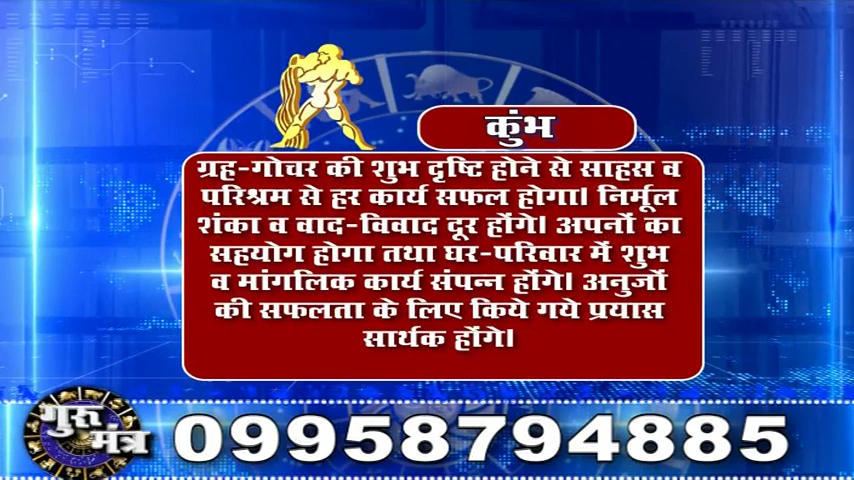 कुंभ
ग्रह-गोचर की शुभ दृष्टि होने से साहस व
परिश्रम से हर कार्य सफल होगा। निर्मूल
शंका व वाद-विवाद दूर होंगे। अपनों का
सहयोग होगा तथा घर-परिवार में शुभ
व मांगलिक कार्य संपन्न होंगे। अनुजों
की सफलता के लिए किये गये प्रयास
सार्थक होंगे।
गुरु
मंत्र
09958794885